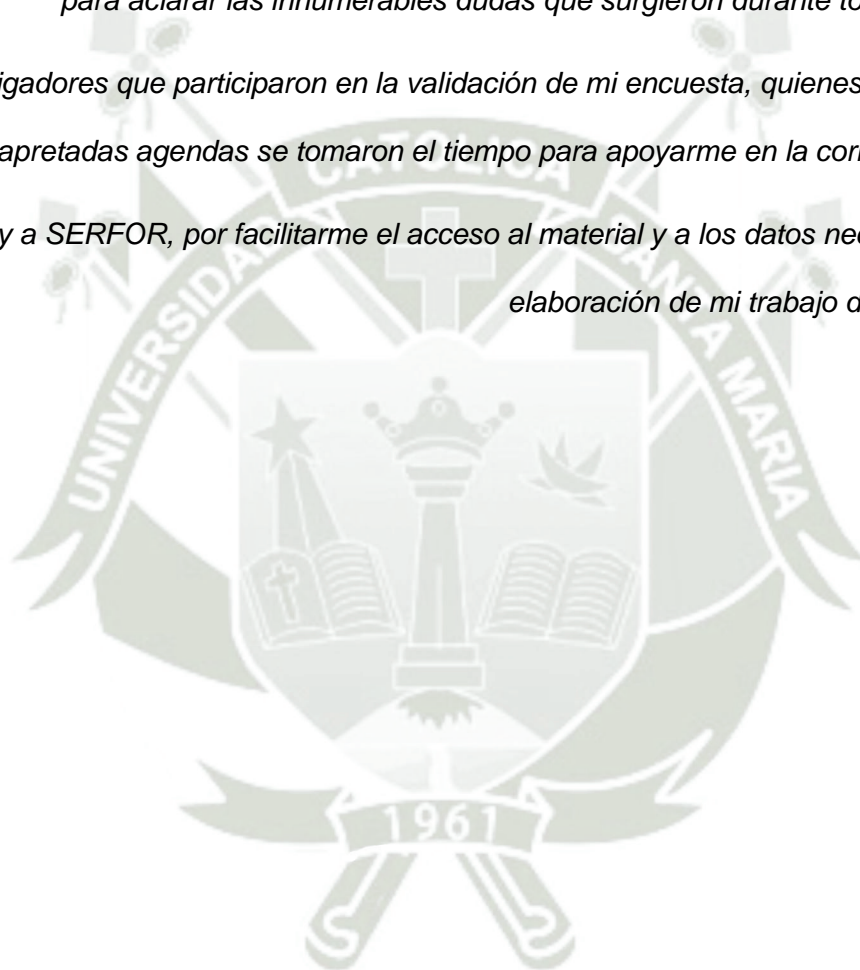 para aclarar las innumerables dudas que surgieron durante
igadores que participaron en la validación de mi encuesta, quienes
apretadas agendas se tomaron el tiempo para apoyarme en la
y a SERFOR, por facilitarme el acceso al material y a los datos
elaboración de mi trabajo
UNIVERSIDAD CATOLICA SANTA MARIA
1961